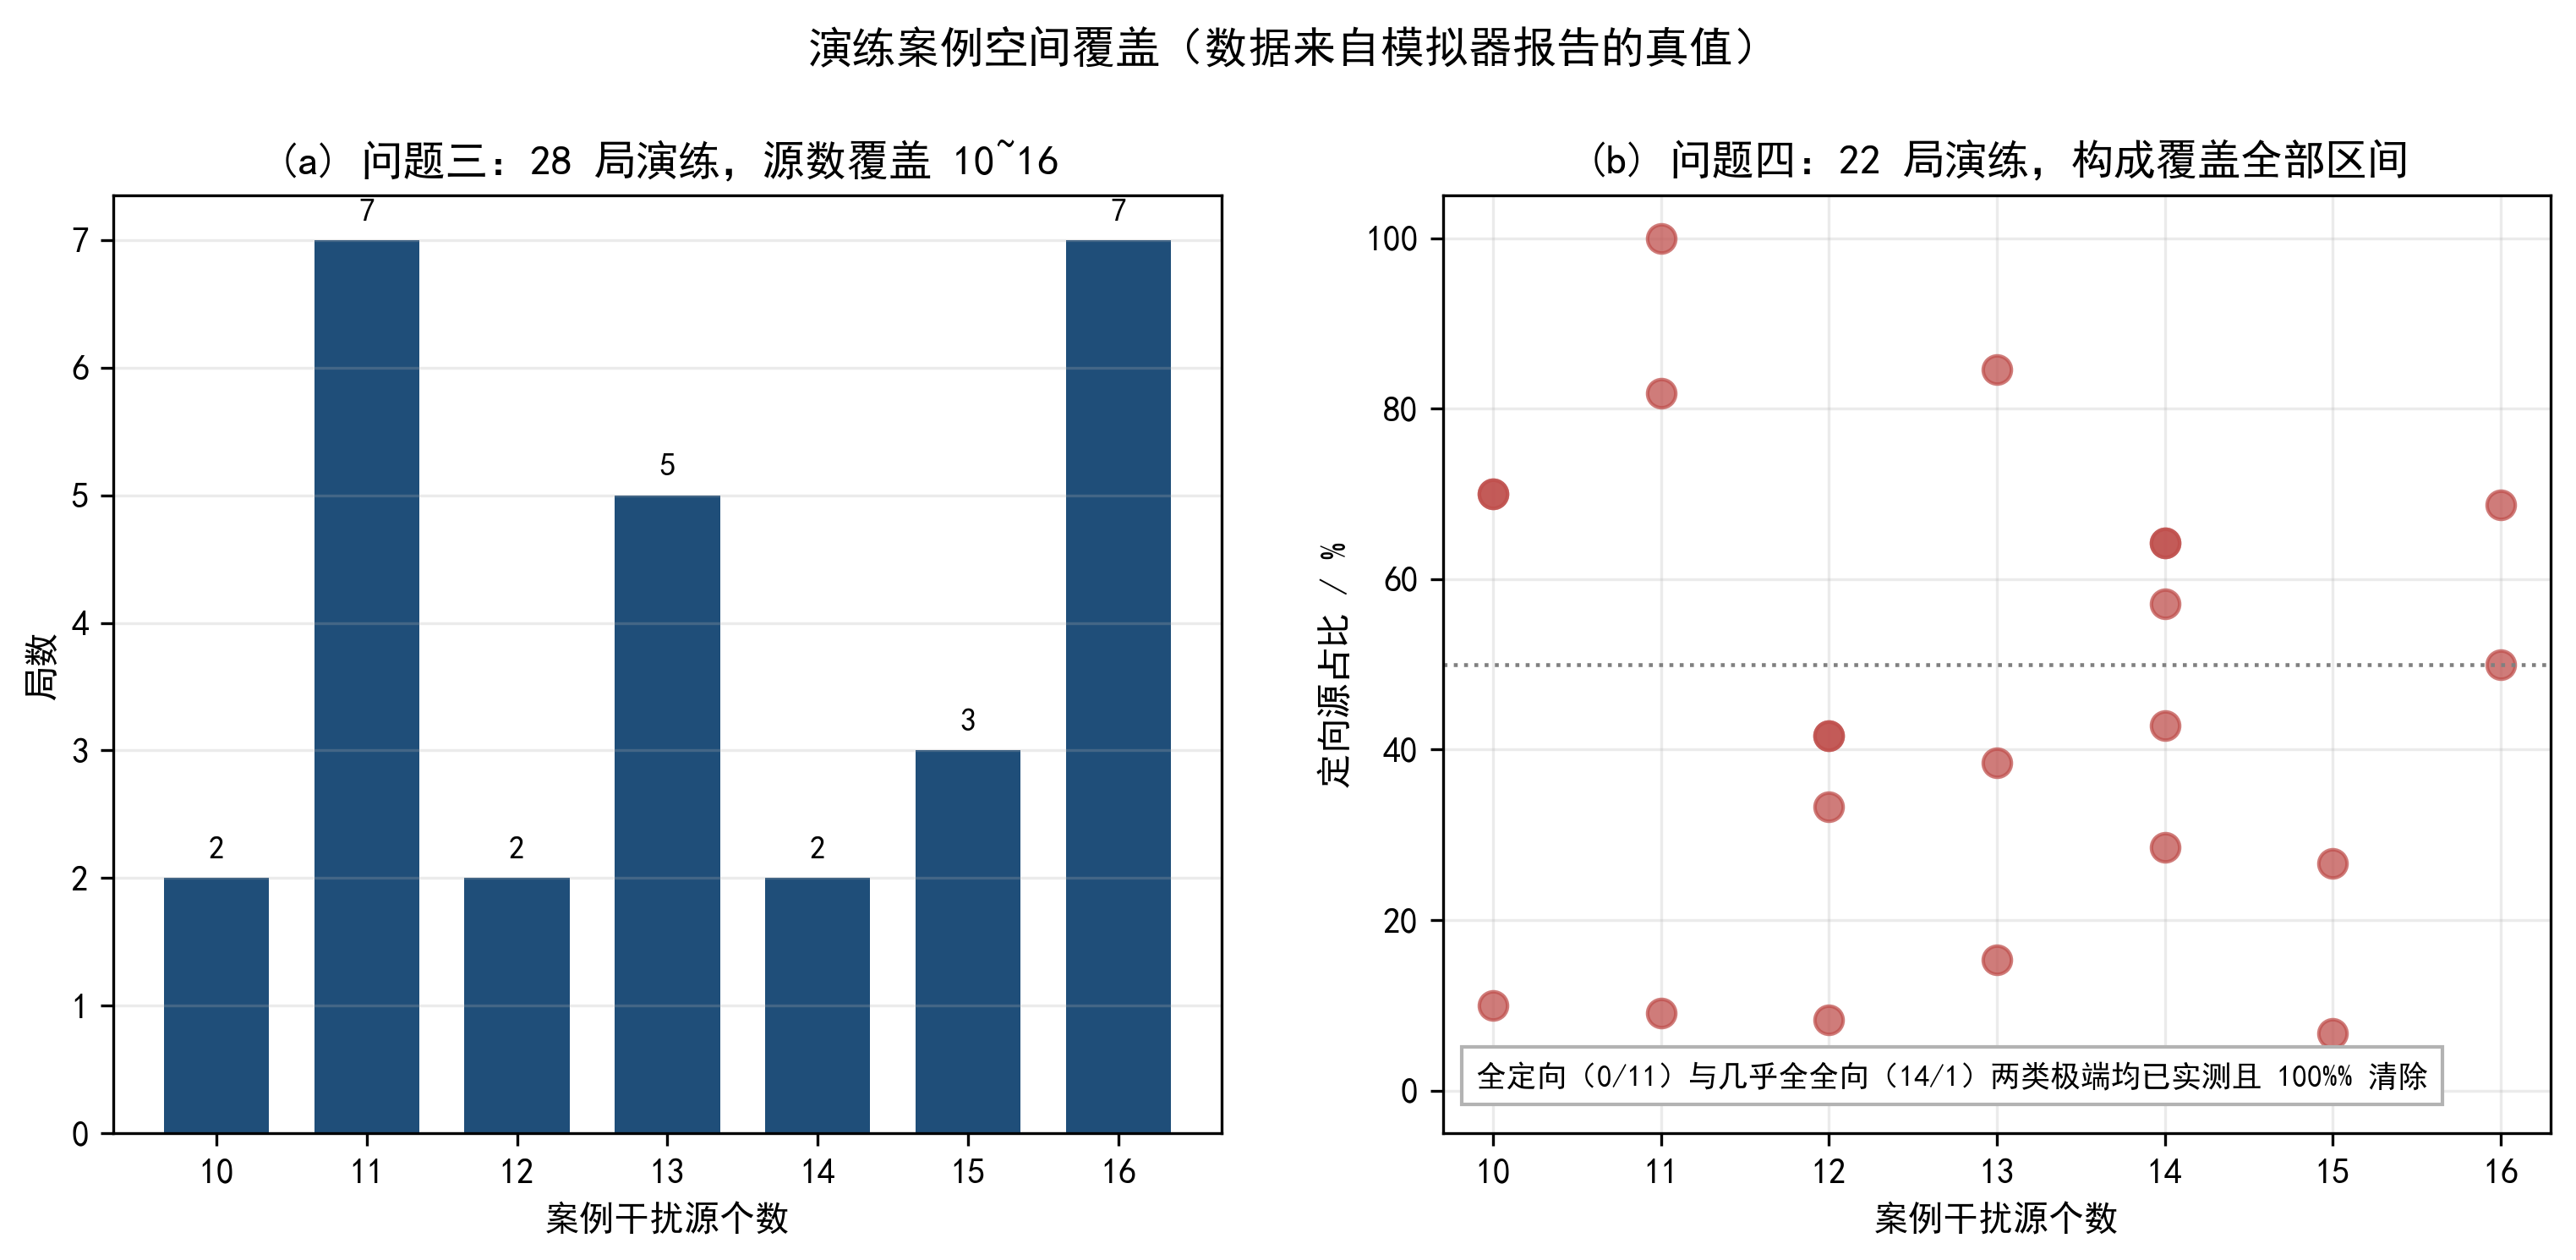 演练案例空间覆盖（数据来自模拟器报告的真值）
(a) 问题三：28 局演练，源数覆盖 10~16
7
6
5
4
3
2
1
0
局数
2
7
2
5
2
3
7
10 11 12 13 14 15 16
案例干扰源个数
(b) 问题四：22 局演练，构成覆盖全部区间
100
80
60
40
20
0
定向源占比 / %
全定向（0/11）与几乎全全向（14/1）两类极端均已实测且 100%% 清除
10 11 12 13 14 15 16
案例干扰源个数